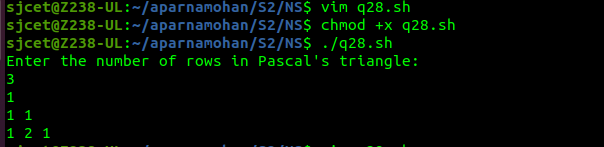 sjcet@Z238-UL:~/aparnamohan/S2/NS$ vim q28.sh
sjcet@Z238-UL:~/aparnamohan/S2/NS$ chmod +x q28.sh
sjcet@Z238-UL:~/aparnamohan/S2/NS$ ./q28.sh
Enter the number of rows in Pascal's triangle:
3
1
1 1
1 2 1